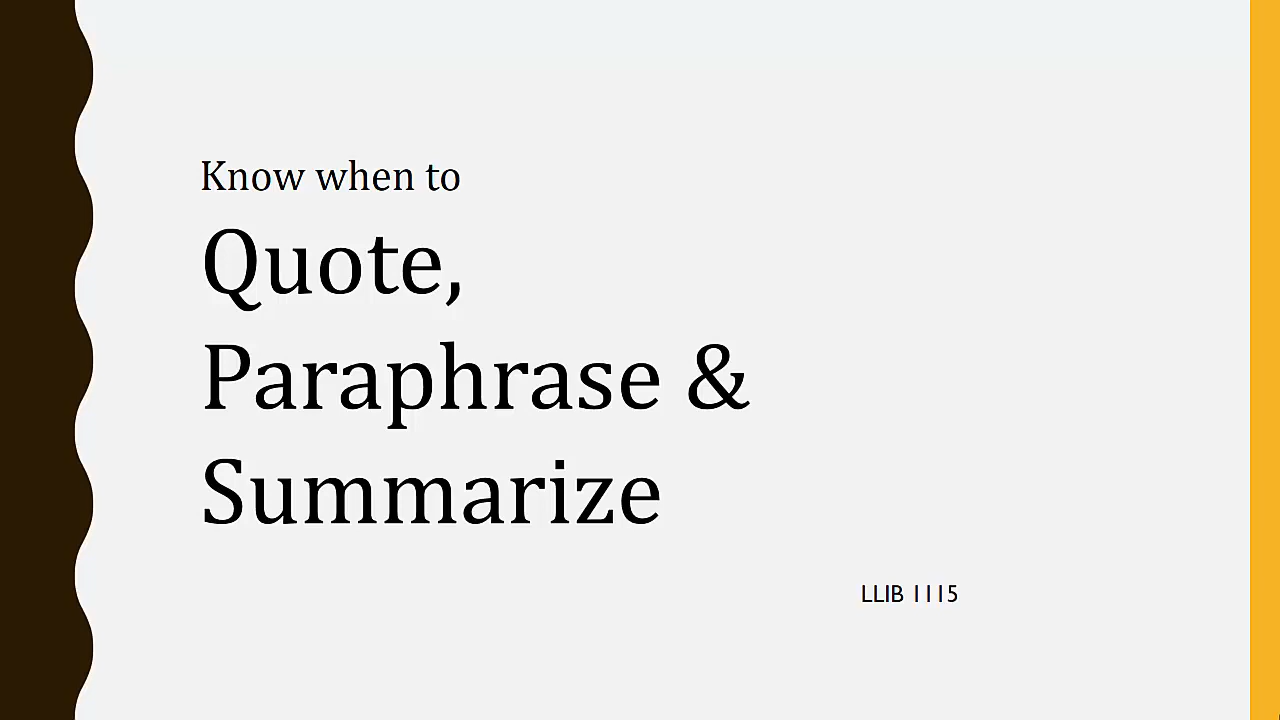 Know when to
Quote,
Paraphrase &
Summarize
LLIB 1115